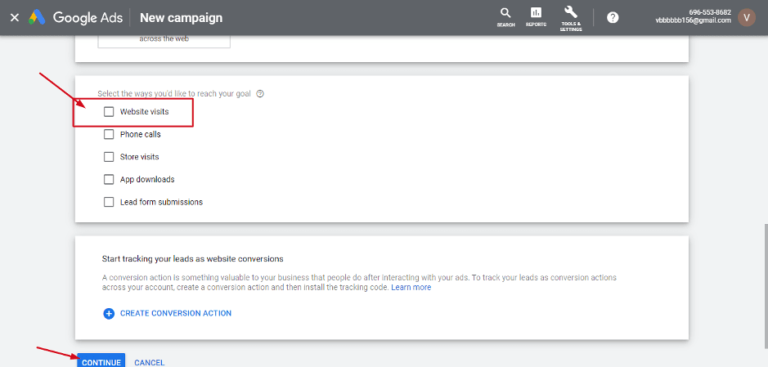 Google Ads
New campaign
SEARCH
REPORTS
TOOLS &
SETTINGS
696-553-8682
vbbbbbb156@gmail.com
V
across the web
Select the ways you'd like to reach your goal
Website visits
Phone calls
Store visits
App downloads
Lead form submissions
Start tracking your leads as website conversions
A conversion action is something valuable to your business that people do after interacting with your ads. To track your leads as conversion actions
across your account, create a conversion action and then install the tracking code. Learn more
CREATE CONVERSION ACTION
CONTINUE
CANCEL